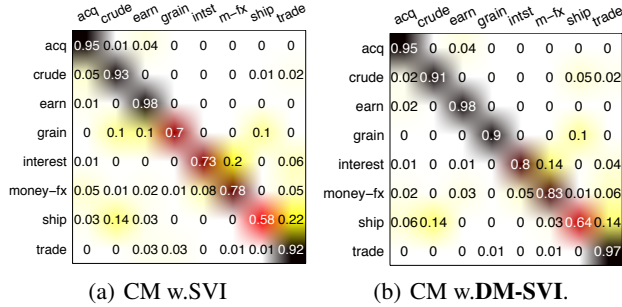 acq crude earn grain intst m-fx ship trade
acq 0.95 0.01 0.04 0 0 0 0 0
crude 0.05 0.93 0 0 0 0 0.01 0.02
earn 0.01 0 0.98 0 0 0 0 0
grain 0 0.1 0.1 0.7 0 0 0.1 0
interest 0.01 0 0 0 0.73 0.2 0 0.06
money-fx 0.05 0.01 0.02 0.01 0.08 0.78 0 0.05
ship 0.03 0.14 0.03 0 0 0 0.58 0.22
trade 0 0 0.03 0.03 0 0.01 0.01 0.92
(a) CM w.SVI
acq crude earn grain intst m-fx ship trade
acq 0.95 0 0.04 0 0 0 0 0
crude 0.02 0.91 0 0 0 0 0.05 0.02
earn 0.02 0 0.98 0 0 0 0 0
grain 0 0 0 0.9 0 0 0.1 0
interest 0.01 0 0.01 0 0.8 0.14 0 0.04
money-fx 0.02 0 0.03 0 0.05 0.83 0.01 0.06
ship 0.06 0.14 0 0 0 0.03 0.64 0.14
trade 0 0 0 0.01 0 0.01 0 0.97
(b) CM w.DM-SVI.